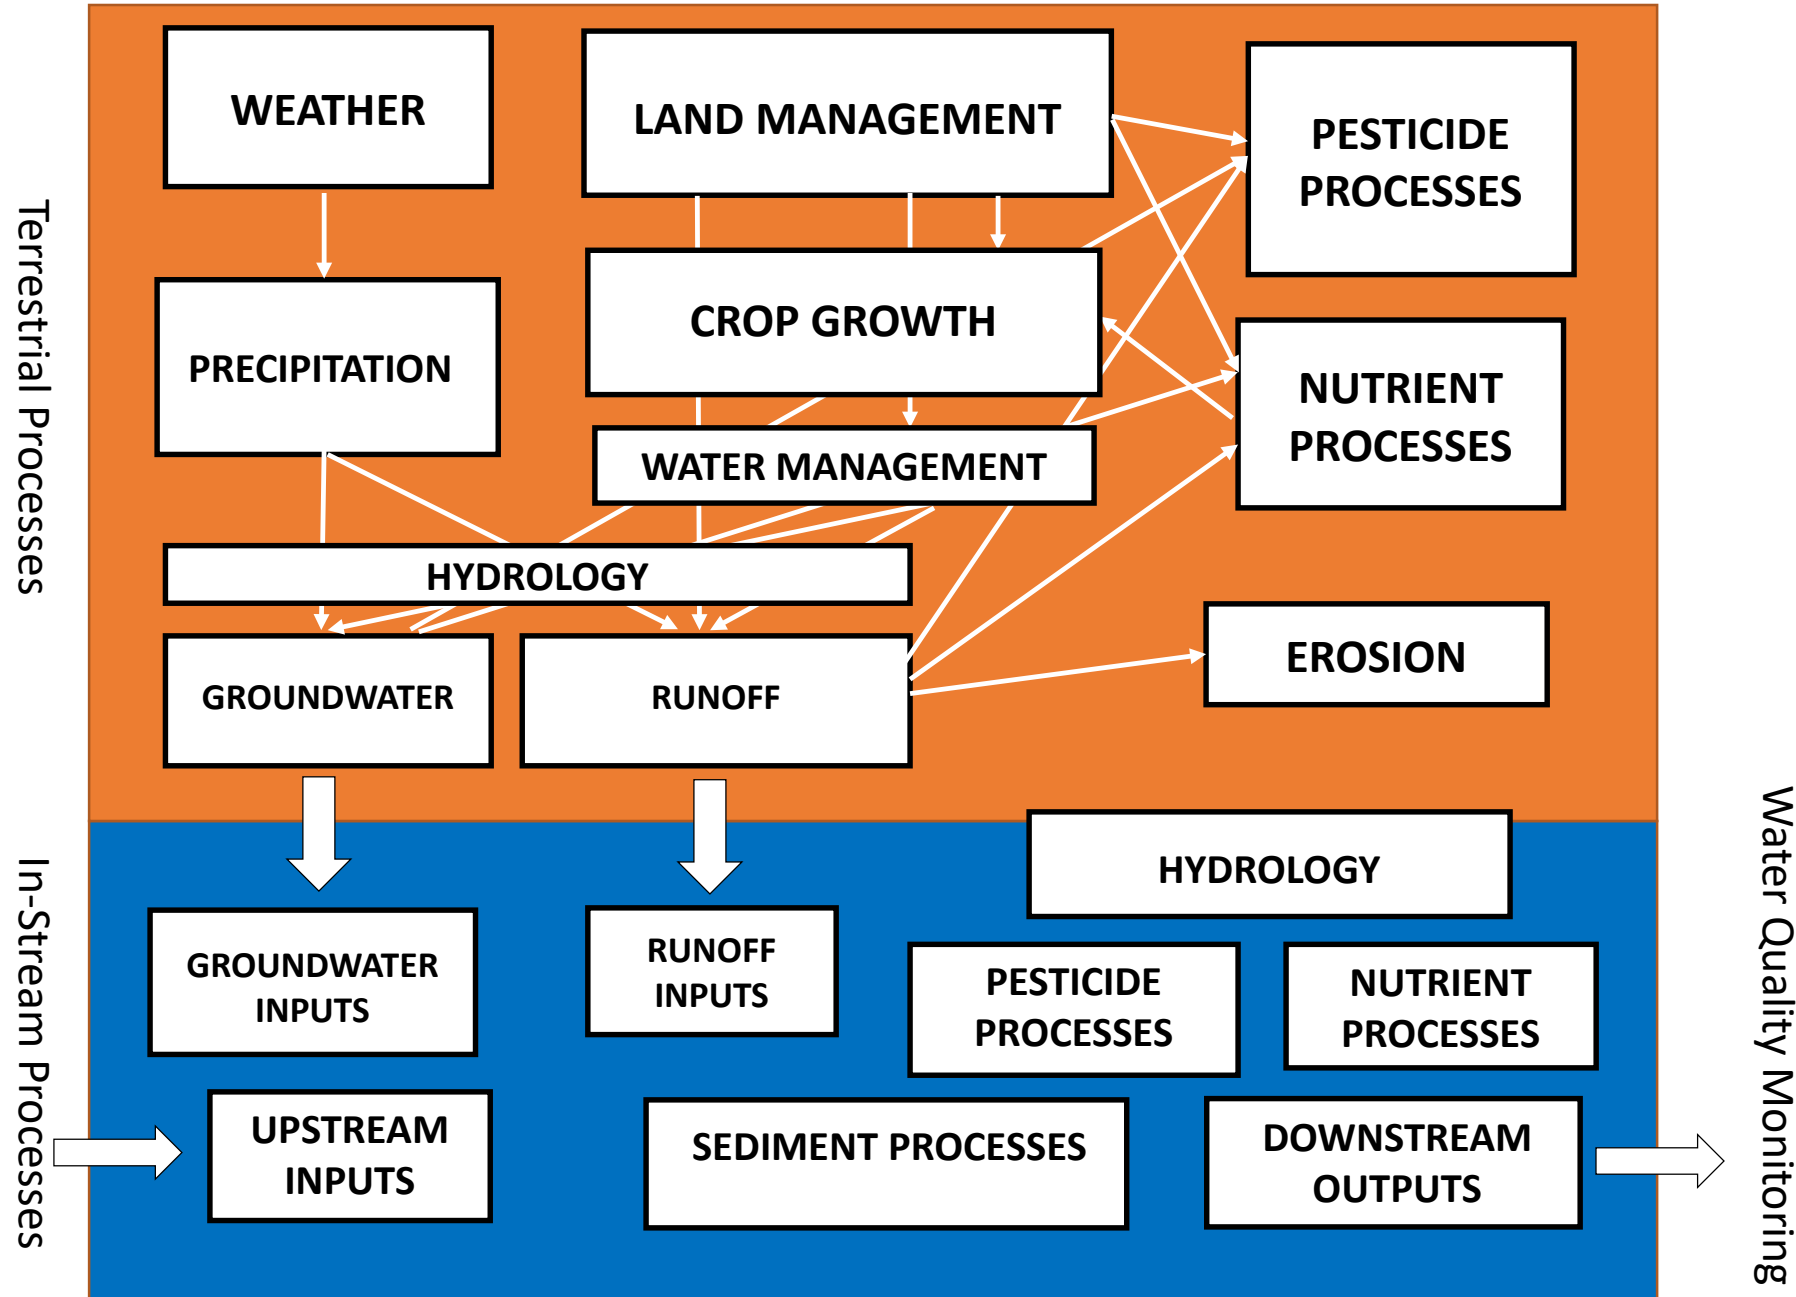 WEATHER
LAND MANAGEMENT
PESTICIDE
PROCESSES
PRECIPITATION
CROP GROWTH
NUTRIENT
PROCESSES
WATER MANAGEMENT
HYDROLOGY
GROUNDWATER
RUNOFF
EROSION
Terrestrial Processes
HYDROLOGY
GROUNDWATER
INPUTS
RUNOFF
INPUTS
PESTICIDE
PROCESSES
NUTRIENT
PROCESSES
UPSTREAM
INPUTS
SEDIMENT PROCESSES
DOWNSTREAM
OUTPUTS
In-Stream Processes
Water Quality Monitoring